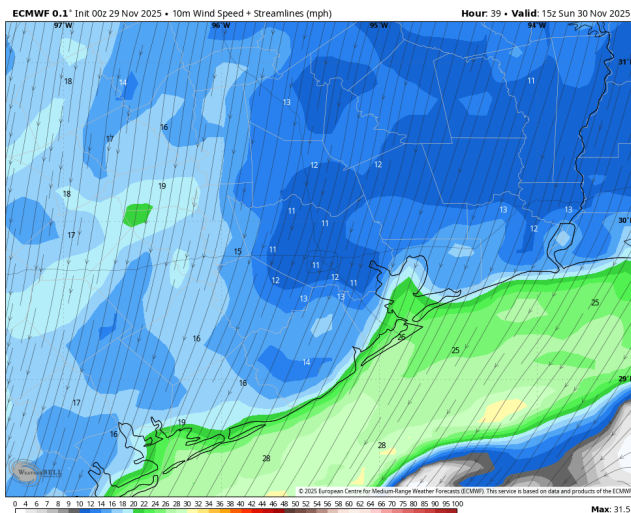 ECMWF 0.1° Init 00z 29 Nov 2025 • 10m Wind Speed + Streamlines (mph)
Hour: 39 • Valid: 15z Sun 30 Nov 2025
97°W 96°W 95°W 94°W
31°
18 14 11
13
17 16
12 12
19
18
11 13 13
30°
11 12
17
15 11
11
12 12 11
13 13
25
26
16 25
14
29°
16
17
19
16
28
28
WeatherBELL
© 2025 European Centre for Medium-Range Weather Forecasts (ECMWF). This service is based on data and products of the ECMWF
0 4 6 7 8 9 10 12 14 16 18 20 22 24 26 28 30 32 34 36 38 40 42 44 46 48 50 52 56 58 60 65 70 75 80 85 90 95 100
Max: 31.5